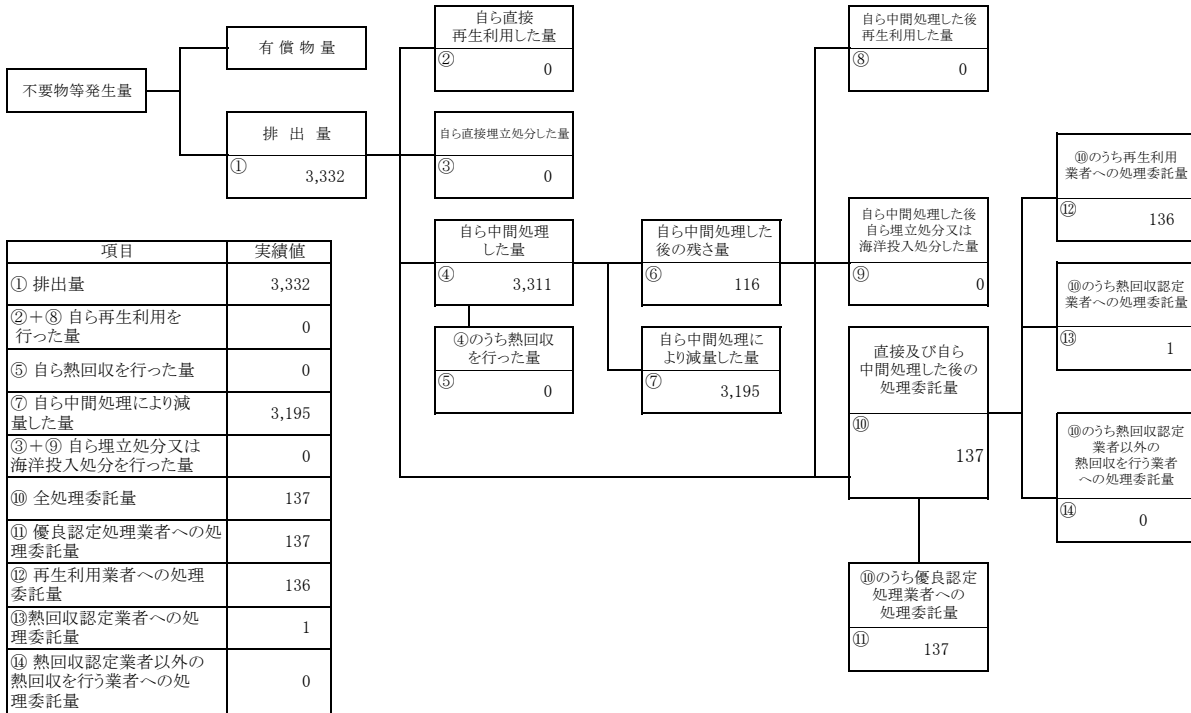 不要物等発生量
有 償 物 量
排 出 量
① 3,332
自ら直接
再生利用した量
② 0
自ら直接埋立処分した量
③ 0
自ら中間処理
した量
④ 3,311
④のうち熱回収
を行った量
⑤ 0
自ら中間処理した
後の残さ量
⑥ 116
自ら中間処理に
より減量した量
⑦ 3,195
自ら中間処理した後
再生利用した量
⑧ 0
自ら中間処理した後
自ら埋立処分又は
海洋投入処分した量
⑨ 0
直接及び自ら
中間処理した後の
処理委託量
⑩
137
⑩のうち優良認定
処理業者への
処理委託量
⑪ 137
⑩のうち再生利用
業者への処理委託量
⑫ 136
⑩のうち熱回収認定
業者への処理委託量
⑬ 1
⑩のうち熱回収認定
業者以外の
熱回収を行う業者
への処理委託量
⑭ 0
項目 実績値
① 排出量 3,332
②+⑧ 自ら再生利用を
行った量 0
⑤ 自ら熱回収を行った量 0
⑦ 自ら中間処理により減
量した量 3,195
③+⑨ 自ら埋立処分又は
海洋投入処分を行った量 0
⑩ 全処理委託量 137
⑪ 優良認定処理業者への処
理委託量 137
⑫ 再生利用業者への処理
委託量 136
⑬熱回収認定業者への処
理委託量 1
⑭ 熱回収認定業者以外の
熱回収を行う業者への処
理委託量 0